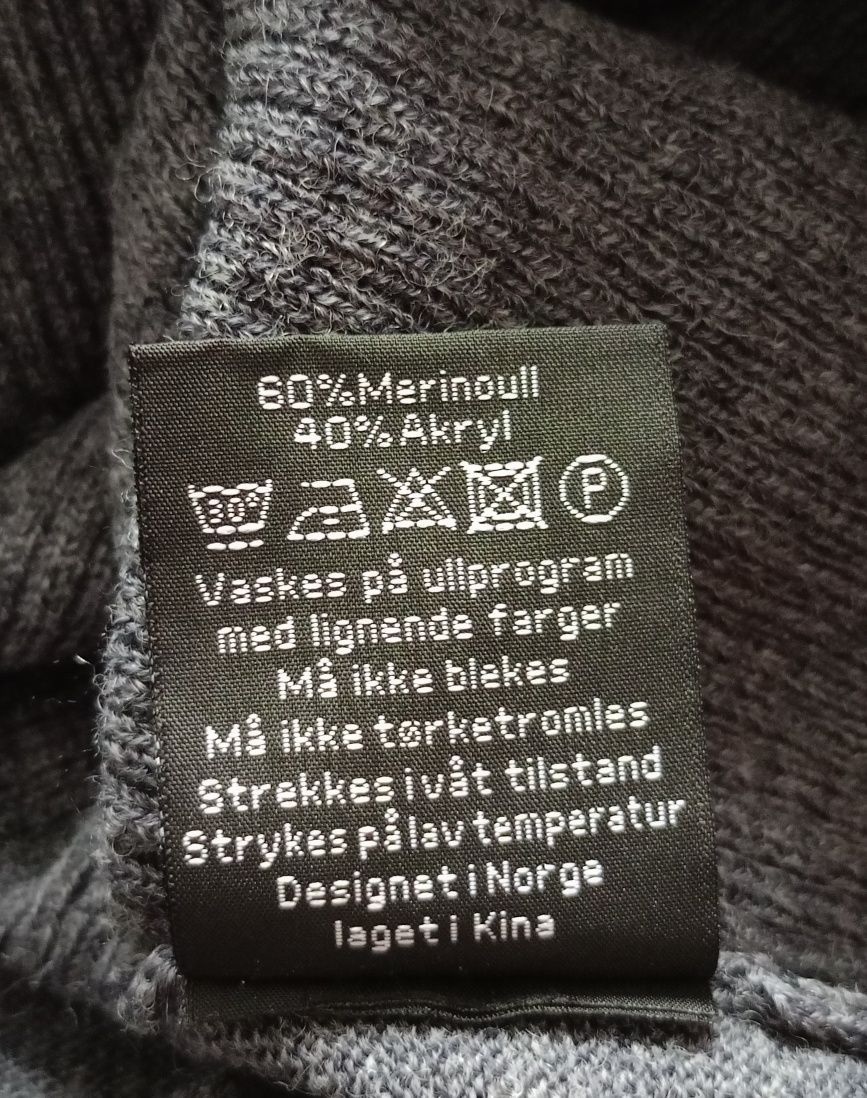 60%Merinoull
40%Akryl
30° P
Vaskes på ullprogram
med lignende farger
Må ikke blekes
Må ikke tørketromles
Strekkes i våt tilstand
Strykes på lav temperatur
Designet i Norge
laget i Kina